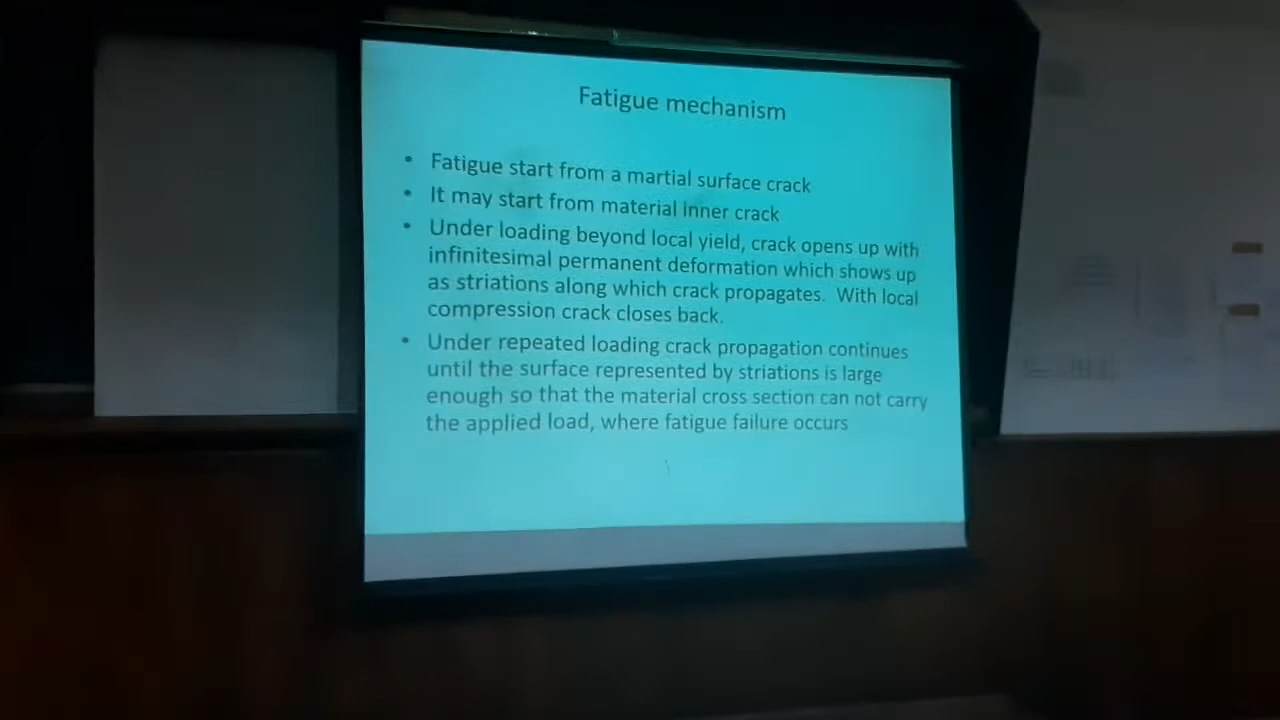 Fatigue mechanism
• Fatigue start from a martial surface crack
• It may start from material inner crack
• Under loading beyond local yield, crack opens up with
infinitesimal permanent deformation which shows up
as striations along which crack propagates. With local
compression crack closes back.
• Under repeated loading crack propagation continues
until the surface represented by striations is large
enough so that the material cross section can not carry
the applied load, where fatigue failure occurs